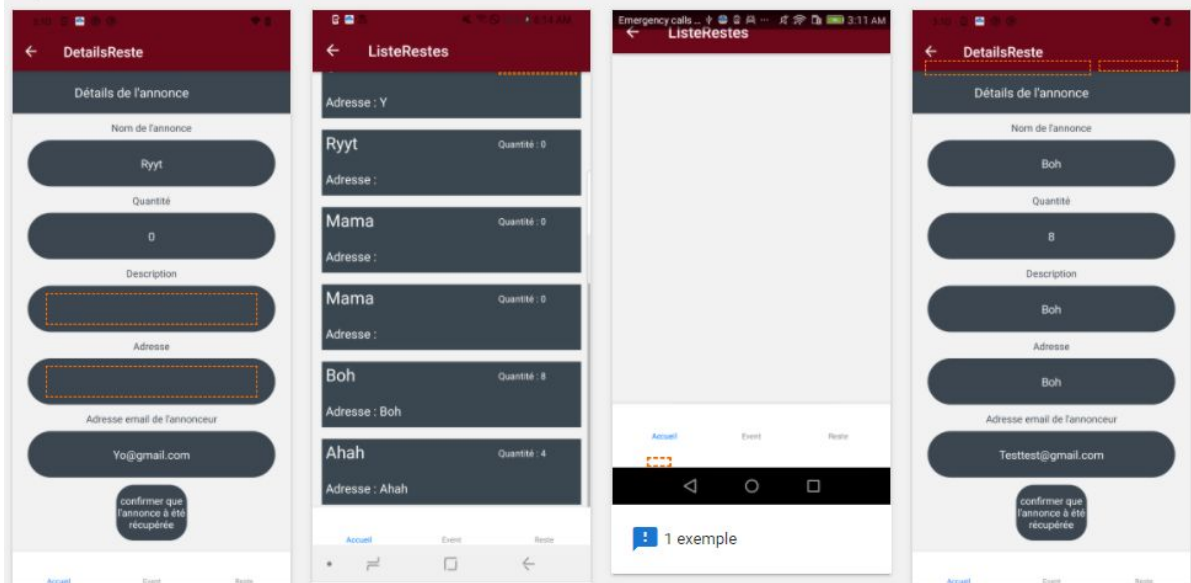 DetailsReste
Détails de l'annonce
Nom de l'annonce
Ryyt
Quantité
0
Description
Adresse
Adresse email de l'annonceur
Yo@gmail.com
confirmer que
l'annonce à été
récupérée
Accueil Event Reste
ListeRestes
Adresse : Y
Ryyt Quantité : 0
Adresse :
Mama Quantité : 0
Adresse :
Mama Quantité : 0
Adresse :
Boh Quantité : 8
Adresse : Boh
Ahah Quantité : 4
Adresse : Ahah
Accueil Event Reste
Emergency calls ... 3:11 AM
ListeRestes
Accueil Event Reste
1 exemple
DetailsReste
Détails de l'annonce
Nom de l'annonce
Boh
Quantité
8
Description
Boh
Adresse
Boh
Adresse email de l'annonceur
Testtest@gmail.com
confirmer que
l'annonce à été
récupérée
Accueil Event Reste